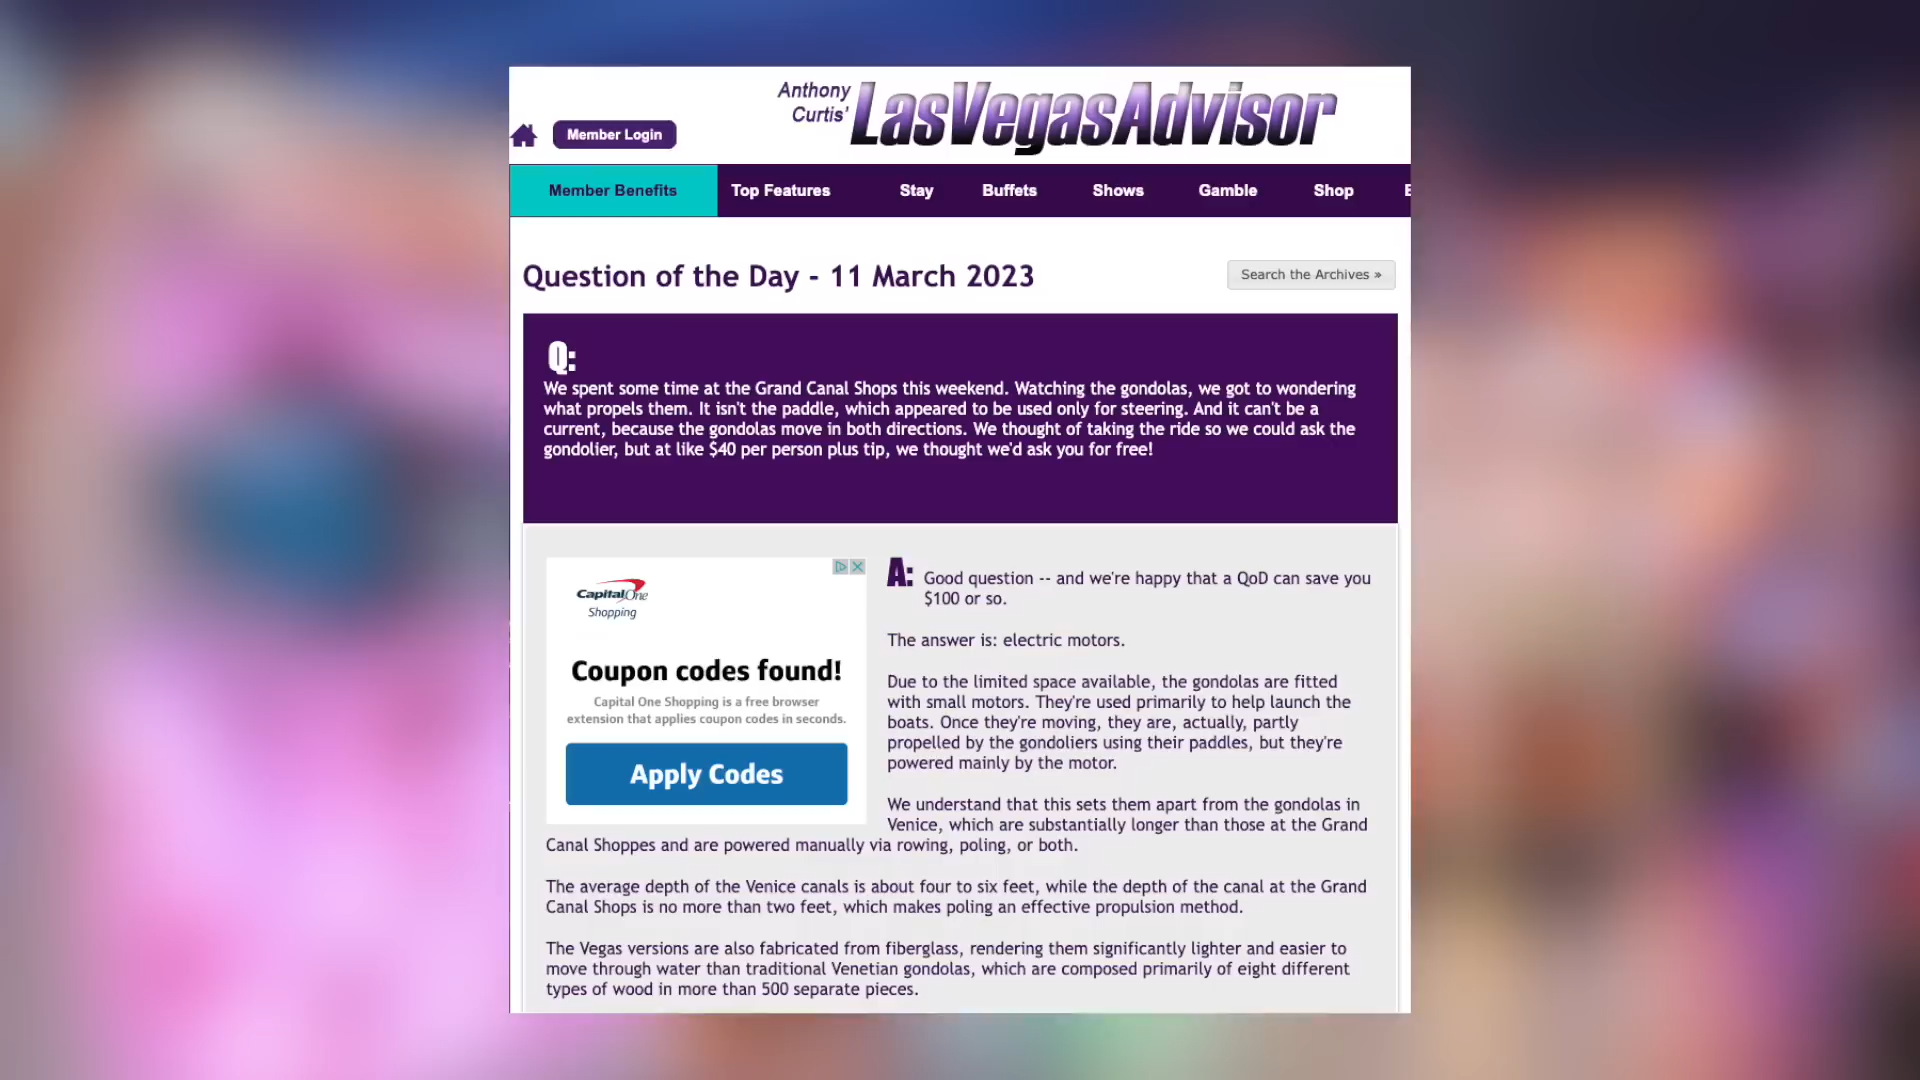 Anthony
Curtis'
LasVegasAdvisor
Member Login
Member Benefits
Top Features
Stay
Buffets
Shows
Gamble
Shop
Question of the Day - 11 March 2023
Search the Archives »
Q:
We spent some time at the Grand Canal Shops this weekend. Watching the gondolas, we got to wondering
what propels them. It isn't the paddle, which appeared to be used only for steering. And it can't be a
current, because the gondolas move in both directions. We thought of taking the ride so we could ask the
gondolier, but at like $40 per person plus tip, we thought we'd ask you for free!
CapitalOne
Shopping
Coupon codes found!
Capital One Shopping is a free browser
extension that applies coupon codes in seconds.
Apply Codes
A:
Good question -- and we're happy that a QoD can save you
$100 or so.
The answer is: electric motors.
Due to the limited space available, the gondolas are fitted
with small motors. They're used primarily to help launch the
boats. Once they're moving, they are, actually, partly
propelled by the gondoliers using their paddles, but they're
powered mainly by the motor.
We understand that this sets them apart from the gondolas in
Venice, which are substantially longer than those at the Grand
Canal Shoppes and are powered manually via rowing, poling, or both.
The average depth of the Venice canals is about four to six feet, while the depth of the canal at the Grand
Canal Shops is no more than two feet, which makes poling an effective propulsion method.
The Vegas versions are also fabricated from fiberglass, rendering them significantly lighter and easier to
move through water than traditional Venetian gondolas, which are composed primarily of eight different
types of wood in more than 500 separate pieces.